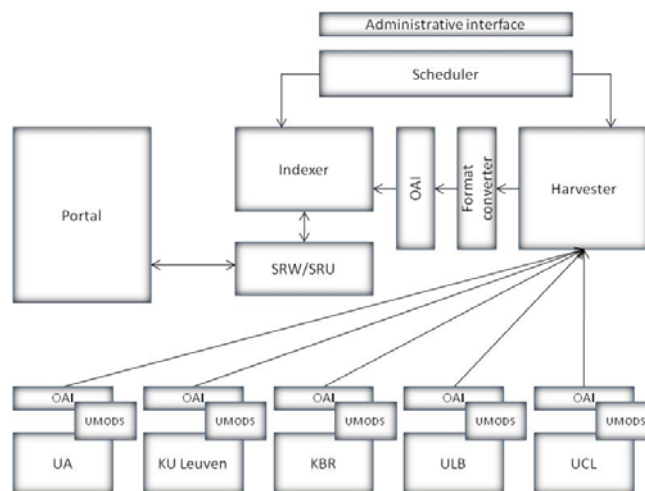 Administrative interface
Scheduler
Portal
Indexer
OAI
Format
converter
Harvester
SRW/SRU
OAI
UMODS
UA
OAI
UMODS
KU Leuven
OAI
UMODS
KBR
OAI
UMODS
ULB
OAI
UMODS
UCL